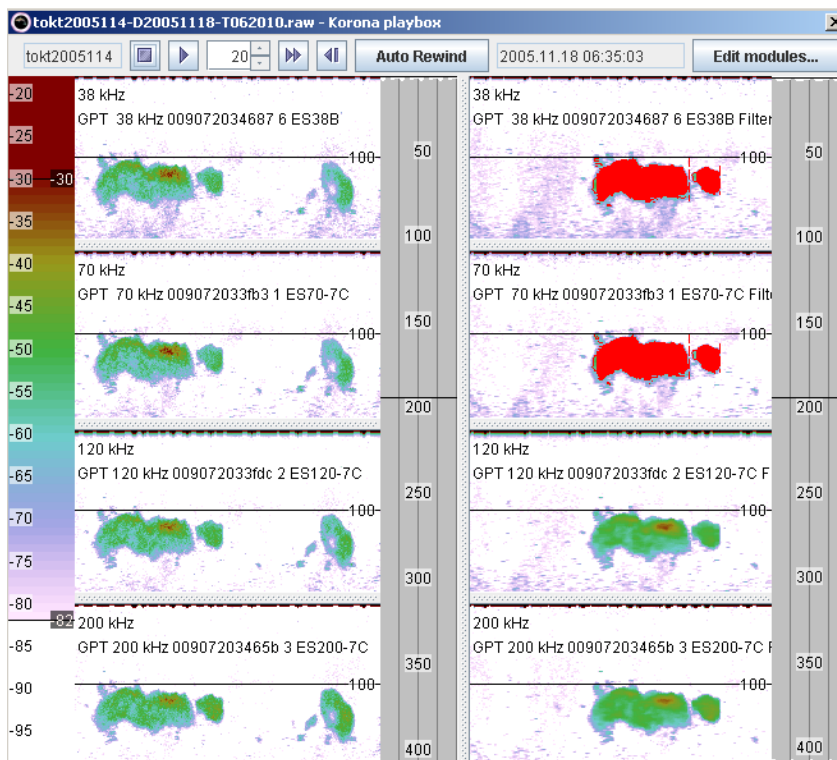 tokt2005114-D20051118-T062010.raw - Korona playbox
tokt2005114
20
Auto Rewind
2005.11.18 06:35:03
Edit modules...
-20
-25
-30
-30
-35
-40
-45
-50
-55
-60
-65
-70
-75
-80
-82
-85
-90
-95
38 kHz
GPT 38 kHz 009072034687 6 ES38B
100
70 kHz
GPT 70 kHz 009072033fb3 1 ES70-7C
100
120 kHz
GPT 120 kHz 009072033fdc 2 ES120-7C
100
200 kHz
GPT 200 kHz 00907203465b 3 ES200-7C
100
50
100
150
200
250
300
350
400
38 kHz
GPT 38 kHz 009072034687 6 ES38B Filter
100
70 kHz
GPT 70 kHz 009072033fb3 1 ES70-7C Filt
100
120 kHz
GPT 120 kHz 009072033fdc 2 ES120-7C F
100
200 kHz
GPT 200 kHz 00907203465b 3 ES200-7C F
100
50
100
150
200
250
300
350
400